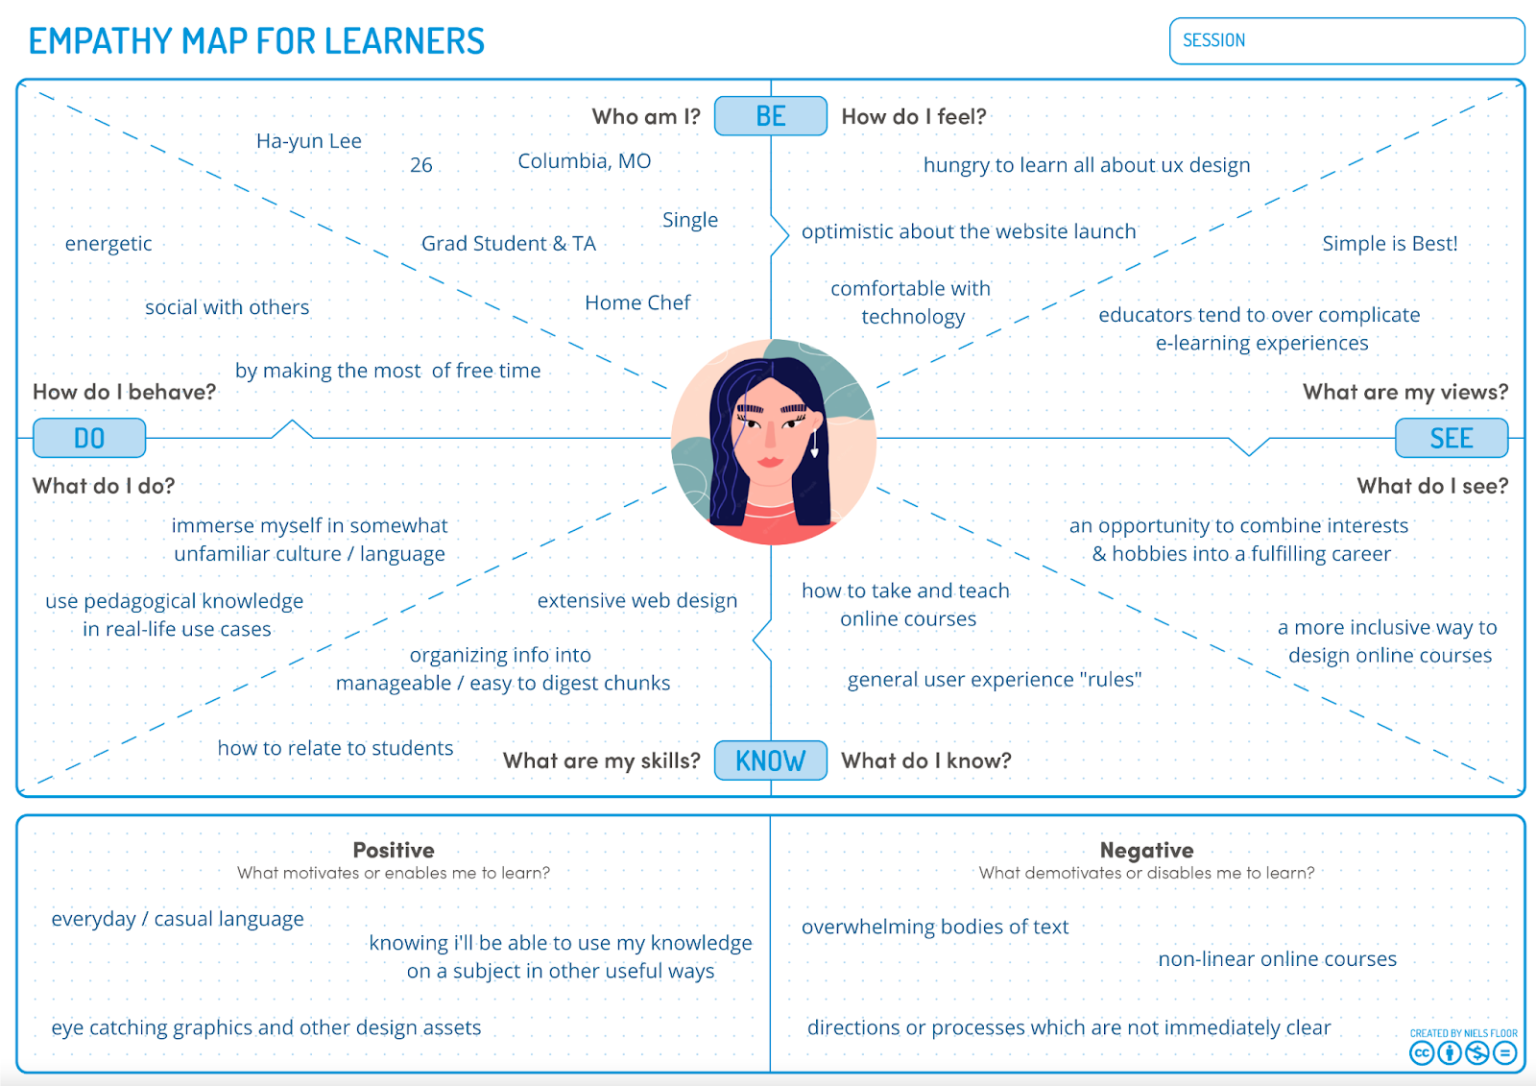 EMPATHY MAP FOR LEARNERS
SESSION
Who am I?
BE
How do I feel?
Ha-yun Lee
26
Columbia, MO
Single
Grad Student & TA
Home Chef
hungry to learn all about ux design
optimistic about the website launch
comfortable with
technology
energetic
social with others
by making the most of free time
How do I behave?
DO
What do I do?
immerse myself in somewhat
unfamiliar culture / language
use pedagogical knowledge
in real-life use cases
Simple is Best!
educators tend to over complicate
e-learning experiences
What are my views?
SEE
What do I see?
an opportunity to combine interests
& hobbies into a fulfilling career
a more inclusive way to
design online courses
extensive web design
organizing info into
manageable / easy to digest chunks
how to relate to students
What are my skills?
KNOW
What do I know?
how to take and teach
online courses
general user experience "rules"
Positive
What motivates or enables me to learn?
everyday / casual language
knowing i'll be able to use my knowledge
on a subject in other useful ways
eye catching graphics and other design assets
Negative
What demotivates or disables me to learn?
overwhelming bodies of text
non-linear online courses
directions or processes which are not immediately clear
CREATED BY NIELS FLOOR
cc